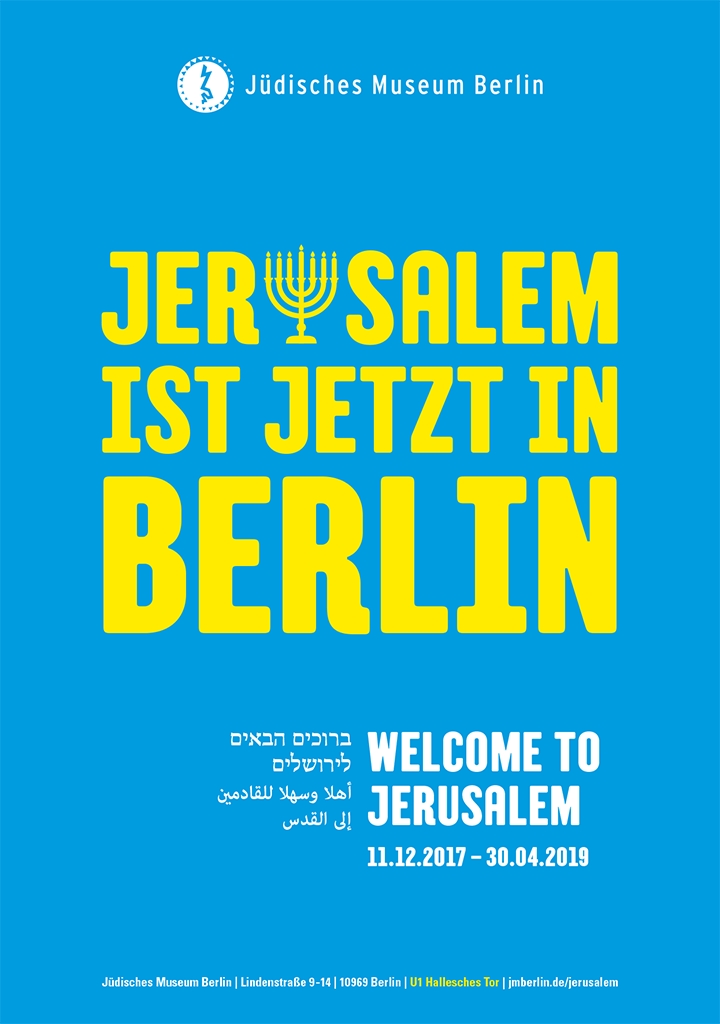 Jüdisches Museum Berlin
JERUSALEM
IST JETZT IN
BERLIN
ברוכים הבאים
לירושלים
أهلا وسهلا للقادمين
إلى القدس
WELCOME TO
JERUSALEM
11.12.2017 – 30.04.2019
Jüdisches Museum Berlin | Lindenstraße 9-14 | 10969 Berlin | U1 Hallesches Tor | jmberlin.de/jerusalem